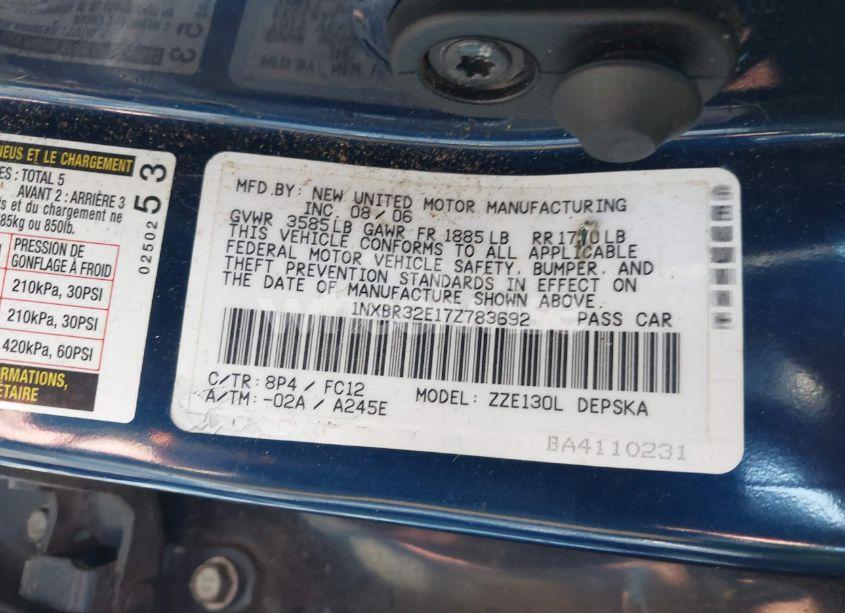 NEUS ET LE CHARGEMENT
ES : TOTAL 5
AVANT 2 : ARRIÈRE 3
s et du chargement ne
85kg ou 850lb.
PRESSION DE
GONFLAGE À FROID
210kPa, 30PSI
210kPa, 30PSI
420kPa, 60PSI
RMATIONS,
ÉTAIRE
02502
53
MFD.BY: NEW UNITED MOTOR MANUFACTURING
INC 08/06
GVWR 3585LB GAWR FR 1885LB RR LB
THIS VEHICLE CONFORMS TO ALL APPLICABLE
FEDERAL MOTOR VEHICLE SAFETY, BUMPER, AND
THEFT PREVENTION STANDARDS IN EFFECT ON
THE DATE OF MANUFACTURE SHOWN ABOVE.
1NXBR32E17Z783692 PASS CAR
C/TR: 8P4 / FC12
A/TM: -02A / A245E
MODEL: ZZE130L DEPSKA
BA4110231